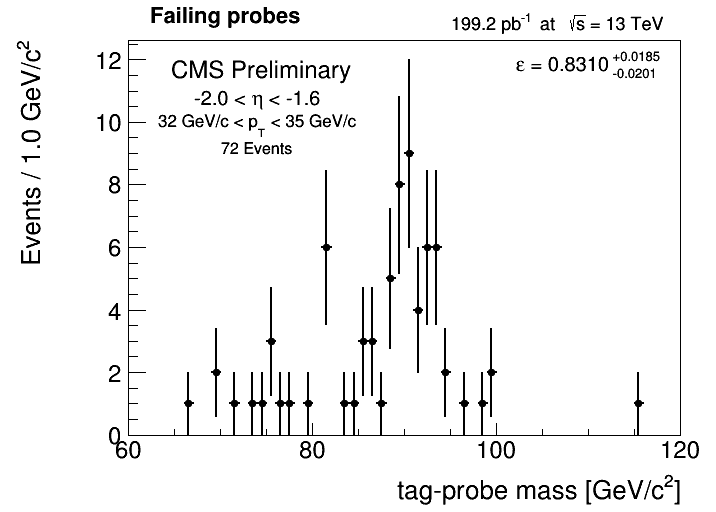 Failing probes
199.2 pb⁻¹ at √s = 13 TeV
CMS Preliminary
-2.0 < η < -1.6
32 GeV/c < p_T < 35 GeV/c
72 Events
ε = 0.8310 +0.0185 -0.0201
Events / 1.0 GeV/c²
12
10
8
6
4
2
0
60 80 100 120
tag-probe mass [GeV/c²]